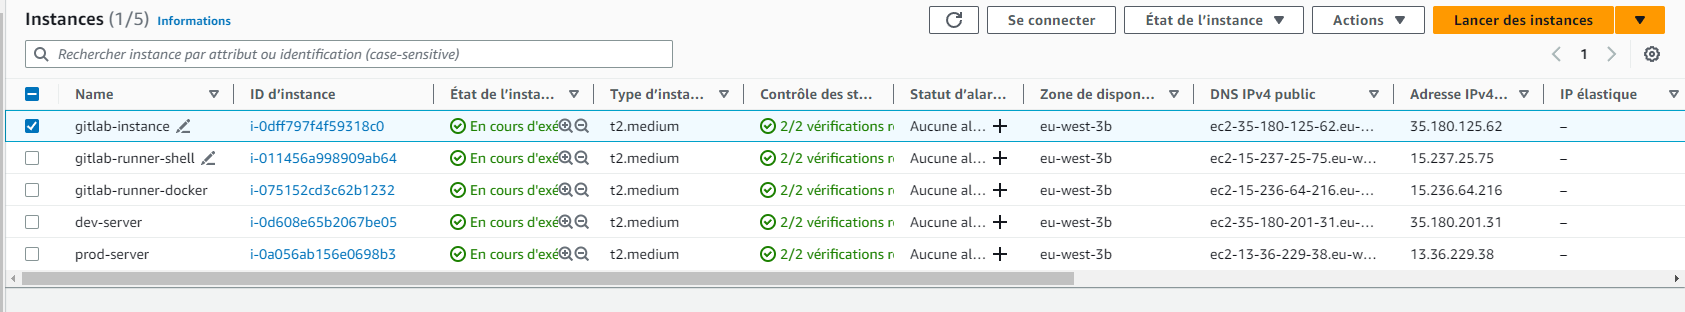 Instances (1/5) Informations
Se connecter État de l'instance Actions Lancer des instances
Rechercher instance par attribut ou identification (case-sensitive)
1
Name ID d'instance État de l'insta... Type d'insta... Contrôle des st... Statut d'alar... Zone de dispon... DNS IPv4 public Adresse IPv4... IP élastique
gitlab-instance i-0dff797f4f59318c0 En cours d'exé t2.medium 2/2 vérifications r Aucune al... eu-west-3b ec2-35-180-125-62.eu-... 35.180.125.62 –
gitlab-runner-shell i-011456a998909ab64 En cours d'exé t2.medium 2/2 vérifications r Aucune al... eu-west-3b ec2-15-237-25-75.eu-w... 15.237.25.75 –
gitlab-runner-docker i-075152cd3c62b1232 En cours d'exé t2.medium 2/2 vérifications r Aucune al... eu-west-3b ec2-15-236-64-216.eu-... 15.236.64.216 –
dev-server i-0d608e65b2067be05 En cours d'exé t2.medium 2/2 vérifications r Aucune al... eu-west-3b ec2-35-180-201-31.eu-... 35.180.201.31 –
prod-server i-0a056ab156e0698b3 En cours d'exé t2.medium 2/2 vérifications r Aucune al... eu-west-3b ec2-13-36-229-38.eu-w... 13.36.229.38 –